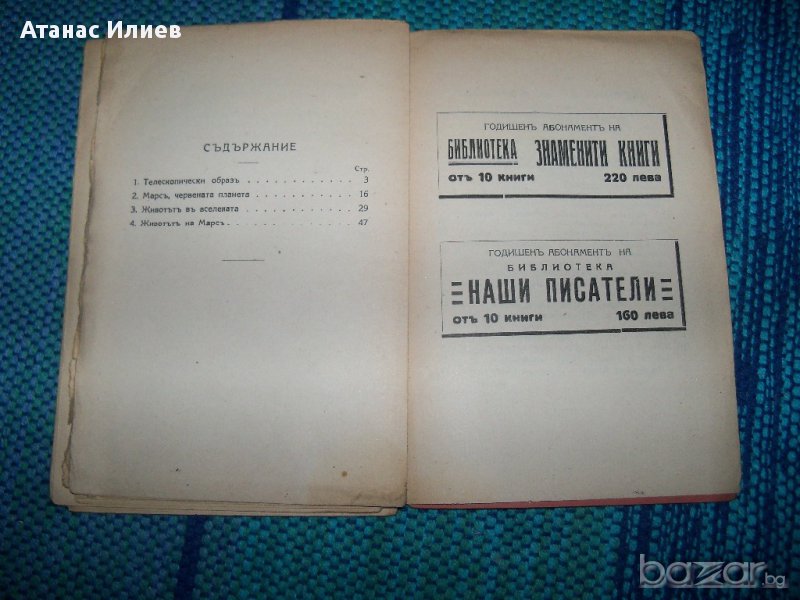 Атанас Илиев
СЪДЪРЖАНИЕ
Стр.
1. Телескопически образъ . . . . . . . . . . . . 3
2. Марсъ, червената планета . . . . . . . . . . . 16
3. Животътъ въ вселената . . . . . . . . . . . . 29
4. Животътъ на Марсъ . . . . . . . . . . . . . 47
ГОДИШЕНЪ АБОНАМЕНТЪ НА
БИБЛИОТЕКА ЗНАМЕНИТИ КНИГИ
отъ 10 книги 220 лева
ГОДИШЕНЪ АБОНАМЕНТЪ НА
БИБЛИОТЕКА
НАШИ ПИСАТЕЛИ
отъ 10 книги 160 лева
bazar.bg